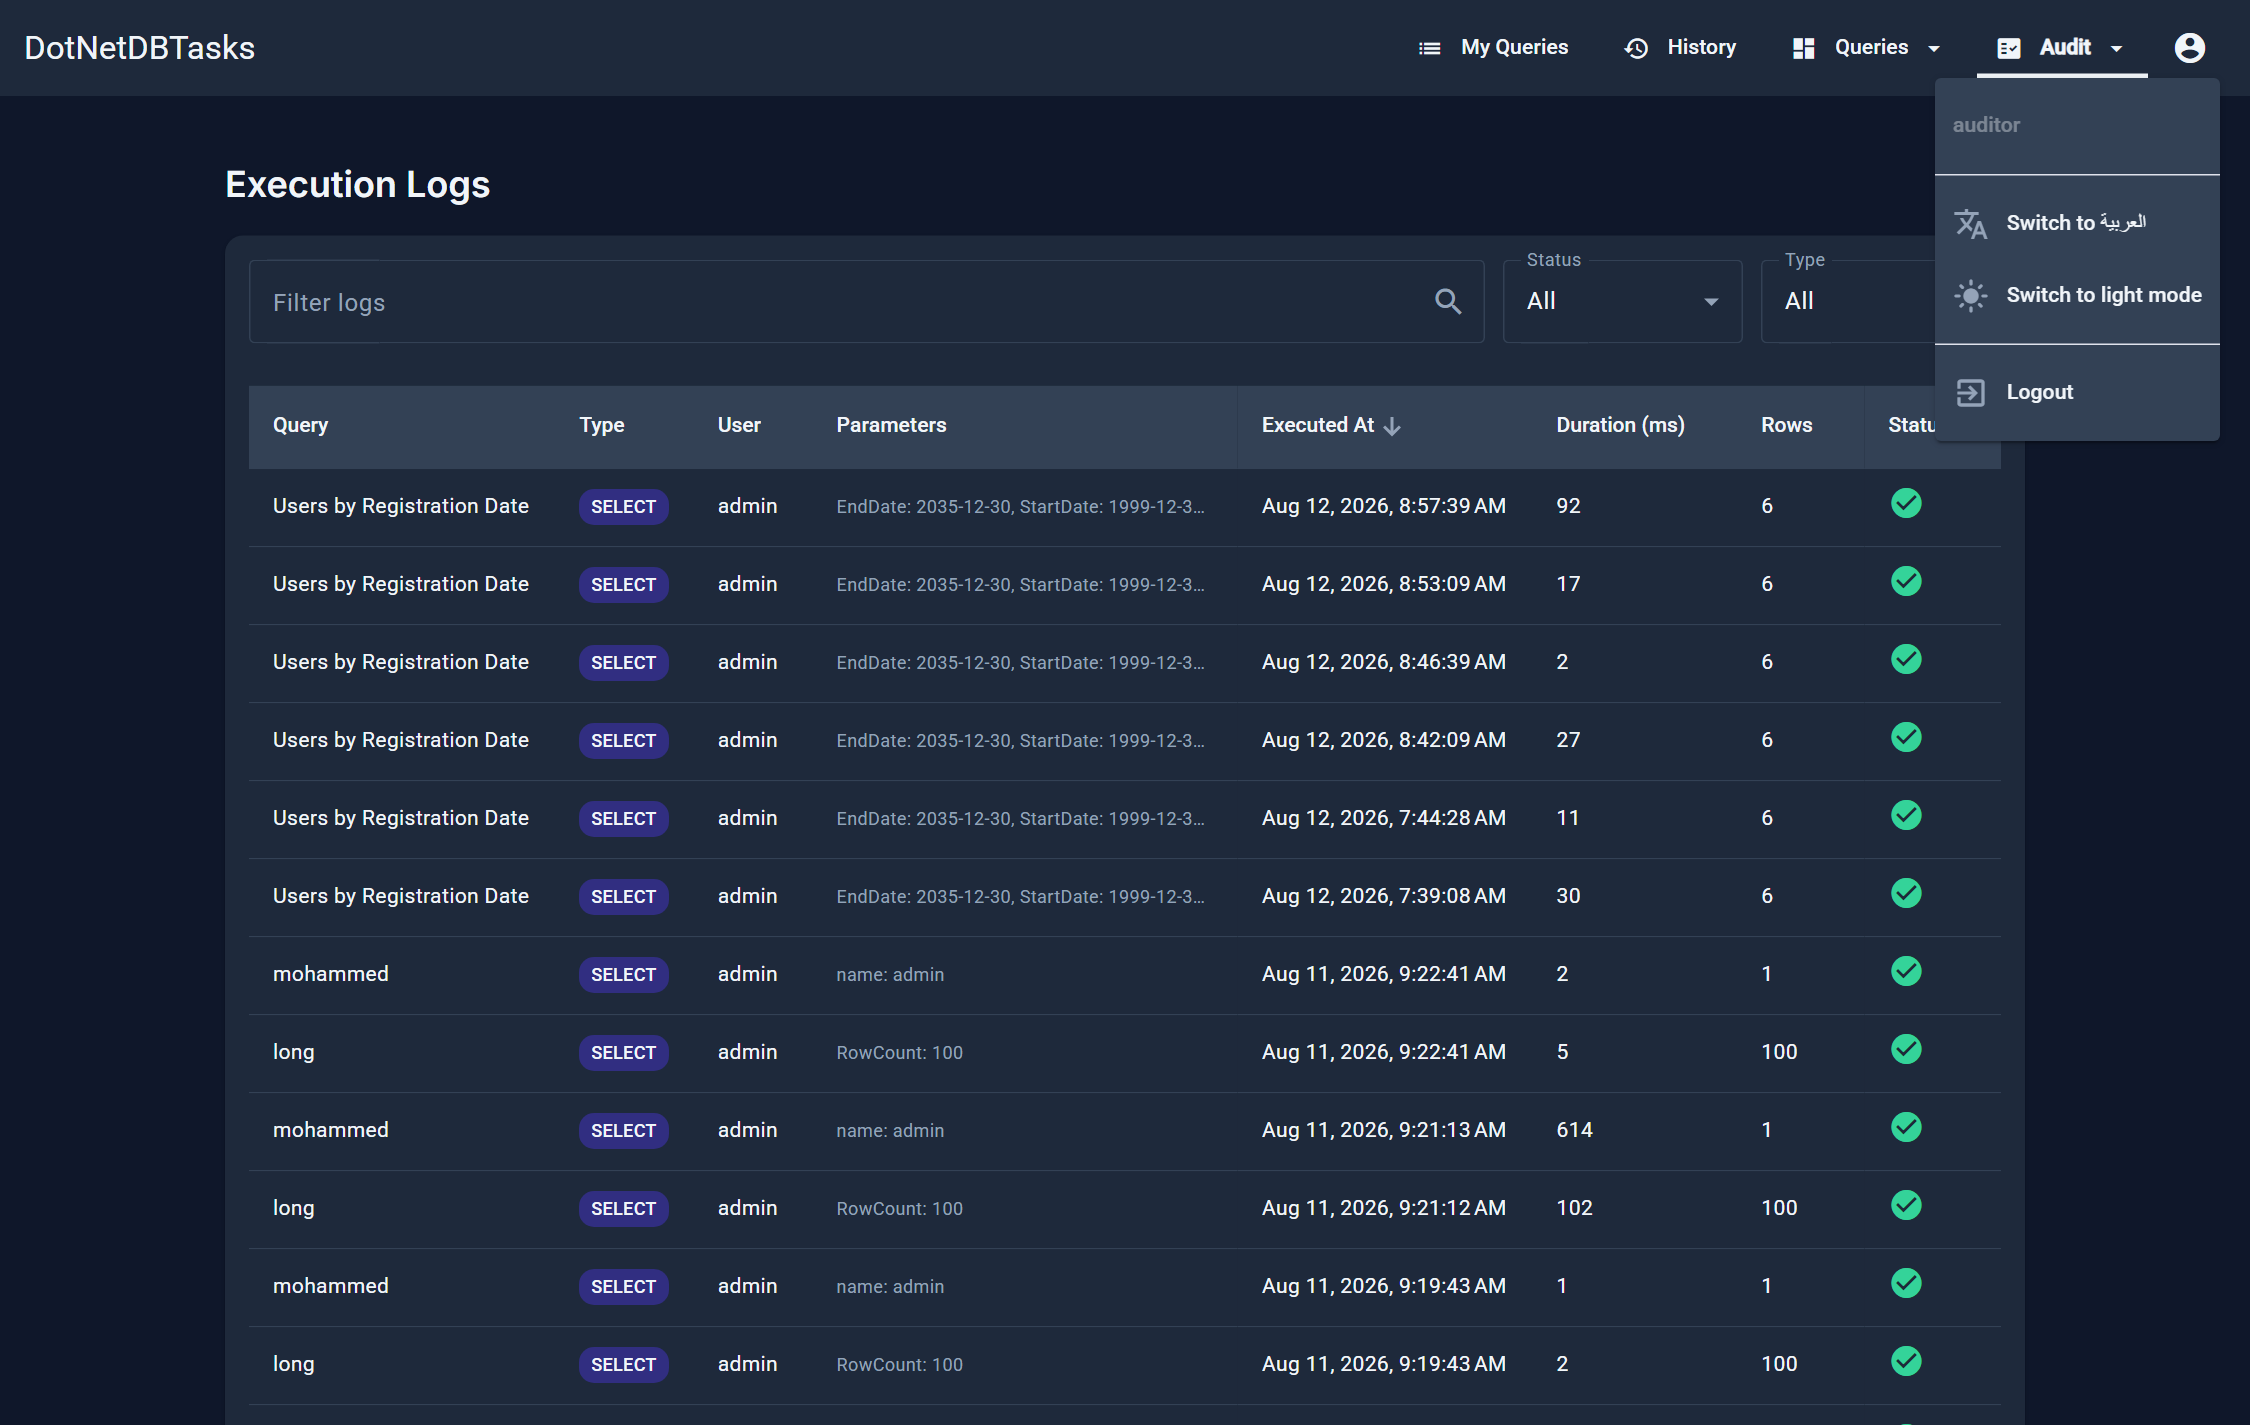 DotNetDBTasks
My Queries History Queries Audit
auditor
Switch to العربية
Switch to light mode
Logout
Execution Logs
Filter logs
Status
All
Type
All
Query Type User Parameters Executed At Duration (ms) Rows Statu
Users by Registration Date SELECT admin EndDate: 2035-12-30, StartDate: 1999-12-3... Aug 12, 2026, 8:57:39 AM 92 6
Users by Registration Date SELECT admin EndDate: 2035-12-30, StartDate: 1999-12-3... Aug 12, 2026, 8:53:09 AM 17 6
Users by Registration Date SELECT admin EndDate: 2035-12-30, StartDate: 1999-12-3... Aug 12, 2026, 8:46:39 AM 2 6
Users by Registration Date SELECT admin EndDate: 2035-12-30, StartDate: 1999-12-3... Aug 12, 2026, 8:42:09 AM 27 6
Users by Registration Date SELECT admin EndDate: 2035-12-30, StartDate: 1999-12-3... Aug 12, 2026, 7:44:28 AM 11 6
Users by Registration Date SELECT admin EndDate: 2035-12-30, StartDate: 1999-12-3... Aug 12, 2026, 7:39:08 AM 30 6
mohammed SELECT admin name: admin Aug 11, 2026, 9:22:41 AM 2 1
long SELECT admin RowCount: 100 Aug 11, 2026, 9:22:41 AM 5 100
mohammed SELECT admin name: admin Aug 11, 2026, 9:21:13 AM 614 1
long SELECT admin RowCount: 100 Aug 11, 2026, 9:21:12 AM 102 100
mohammed SELECT admin name: admin Aug 11, 2026, 9:19:43 AM 1 1
long SELECT admin RowCount: 100 Aug 11, 2026, 9:19:43 AM 2 100